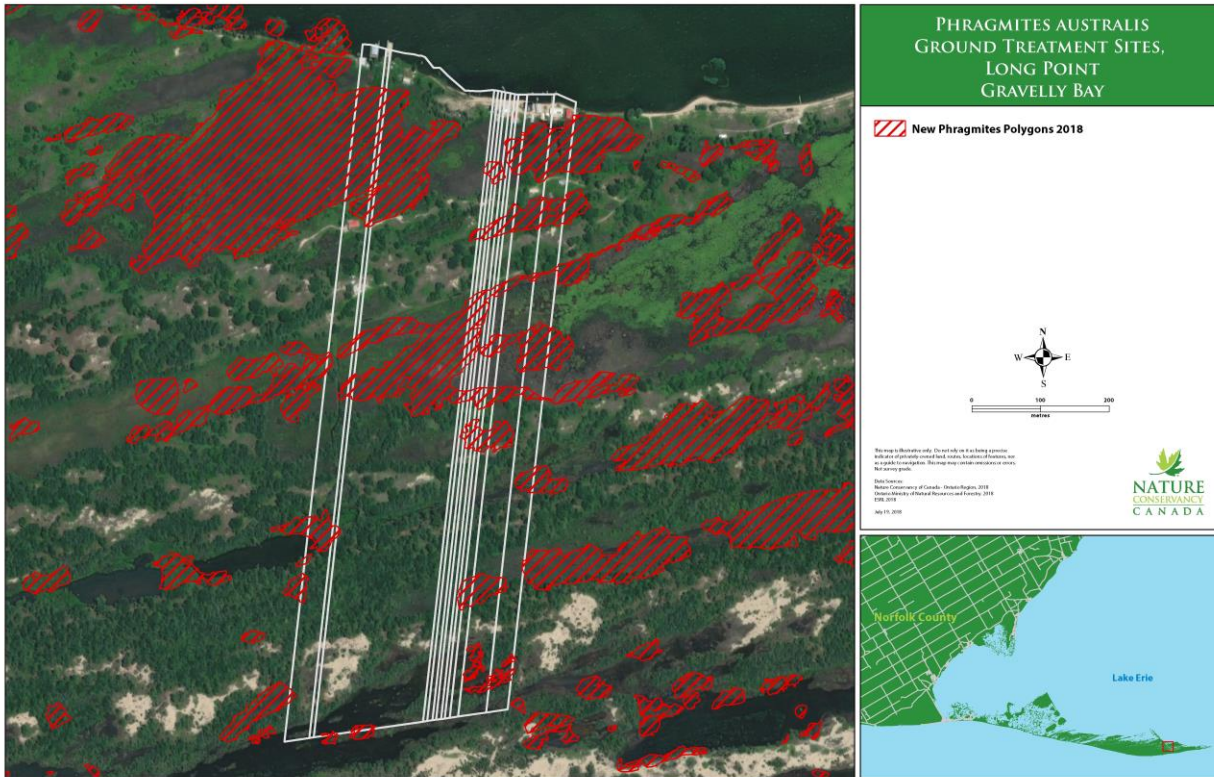 PHRAGMITES AUSTRALIS
GROUND TREATMENT SITES,
LONG POINT
GRAVELLY BAY
New Phragmites Polygons 2018
N
W E
S
0 100 200
metres
This map is illustrative only. Do not rely on it as being a precise
indicator of privately owned land, routes, locations of features, nor
as a guide to navigation. This map may contain omissions or errors.
Not survey grade.
Data Sources:
Nature Conservancy of Canada - Ontario Region, 2018
Ontario Ministry of Natural Resources and Forestry, 2018
ESRI, 2018
July 2018
NATURE
CONSERVANCY
CANADA
Norfolk County
Lake Erie